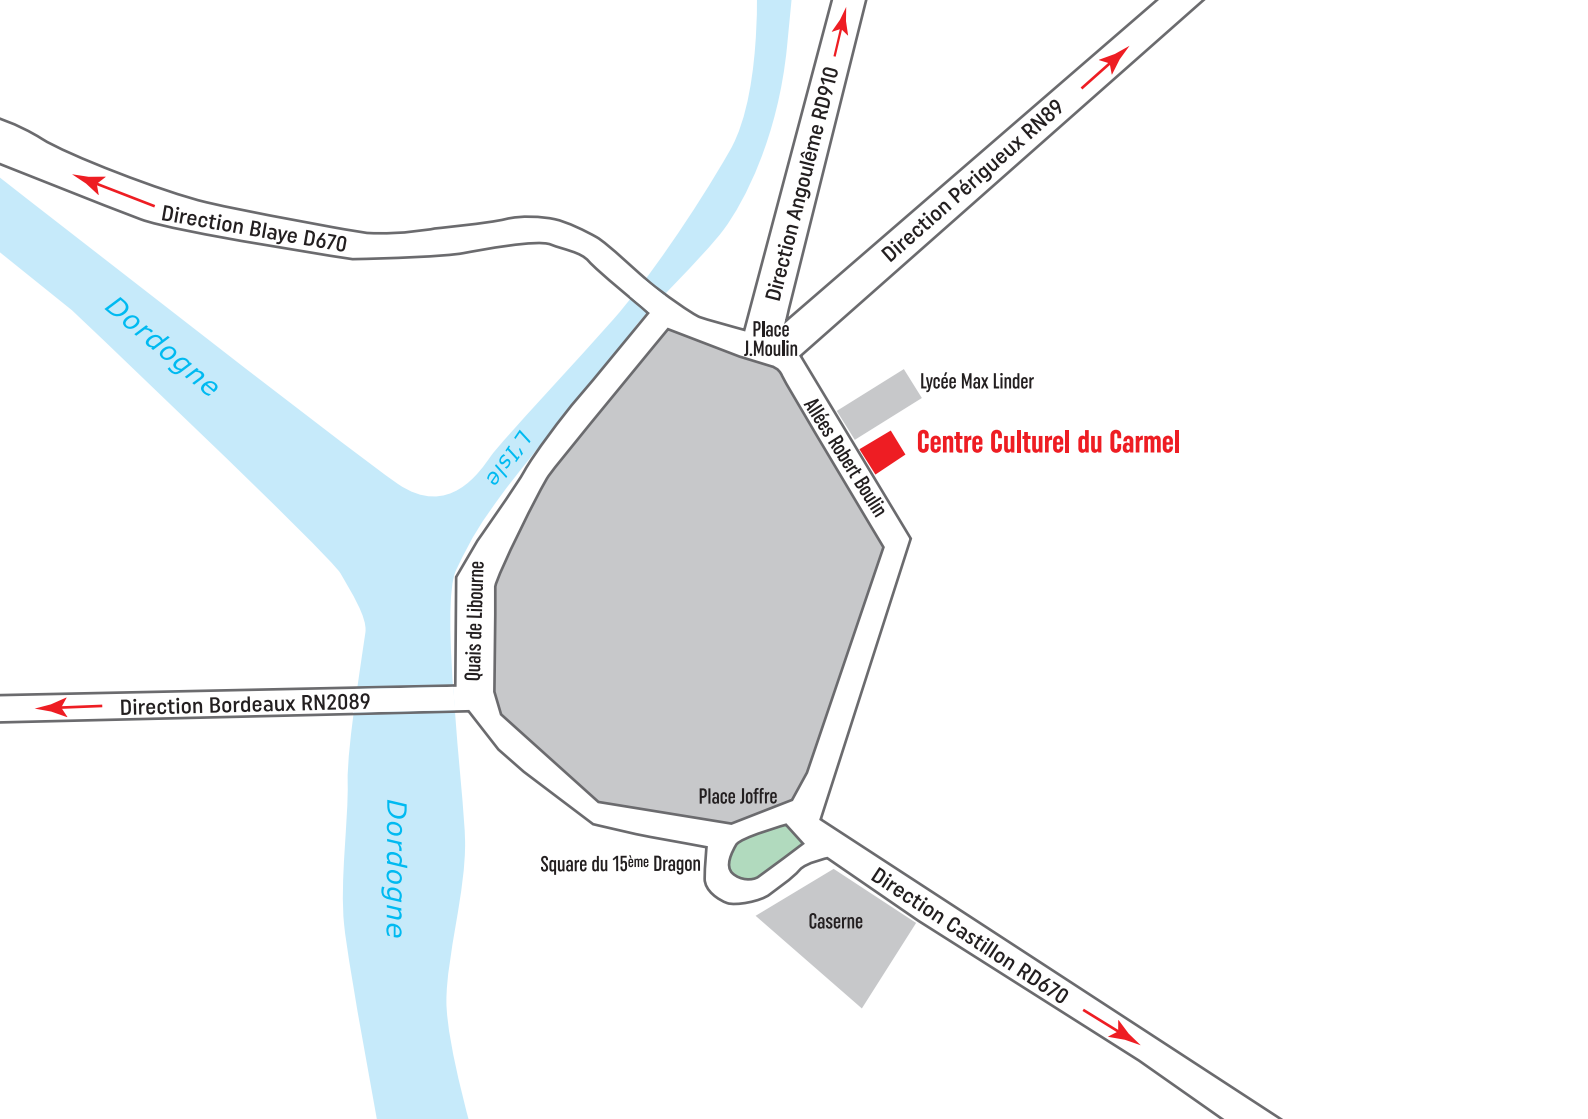 Direction Angoulême RD910
Direction Périgueux RN89
Direction Blaye D670
Dordogne
Place
J.Moulin
Lycée Max Linder
Allées Robert Boulin
Centre Culturel du Carmel
L'Isle
Quais de Libourne
Direction Bordeaux RN2089
Place Joffre
Dordogne
Square du 15ème Dragon
Caserne
Direction Castillon RD670